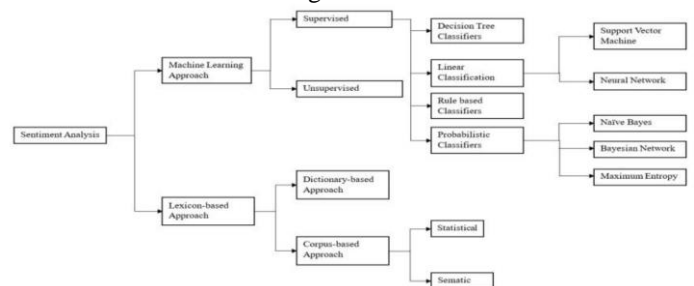 Supervised
Decision Tree
Classifiers
Support Vector
Machine
Machine Learning
Approach
Linear
Classification
Neural Network
Unsupervised
Rule based
Classifiers
Sentiment Analysis
Probabilistic
Classifiers
Naïve Bayes
Bayesian Network
Maximum Entropy
Dictionary-based
Approach
Lexicon-based
Approach
Statistical
Corpus-based
Approach
Sematic